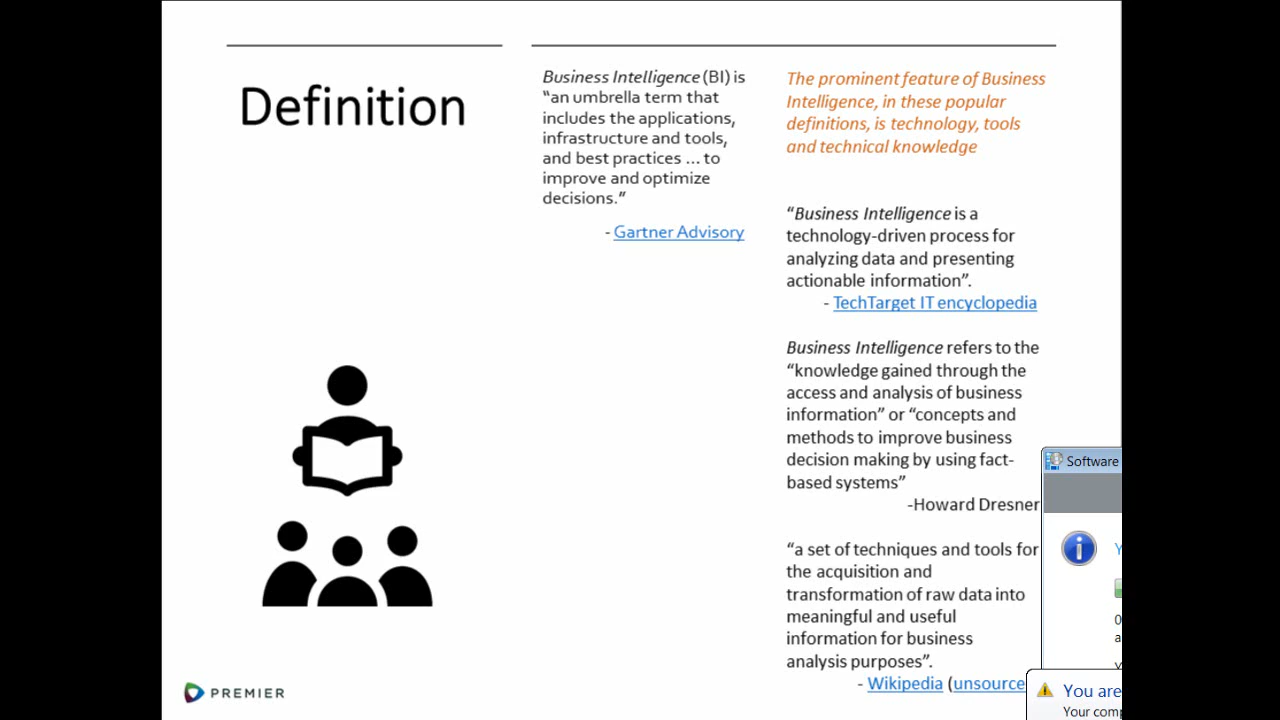 Definition
Business Intelligence (BI) is
“an umbrella term that
includes the applications,
infrastructure and tools,
and best practices ... to
improve and optimize
decisions.”
- Gartner Advisory
The prominent feature of Business
Intelligence, in these popular
definitions, is technology, tools
and technical knowledge
“Business Intelligence is a
technology-driven process for
analyzing data and presenting
actionable information”.
- TechTarget IT encyclopedia
Business Intelligence refers to the
“knowledge gained through the
access and analysis of business
information” or “concepts and
methods to improve business
decision making by using fact-
based systems”
-Howard Dresner
“a set of techniques and tools for
the acquisition and
transformation of raw data into
meaningful and useful
information for business
analysis purposes”.
- Wikipedia (unsource
PREMIER
Software
You are
Your